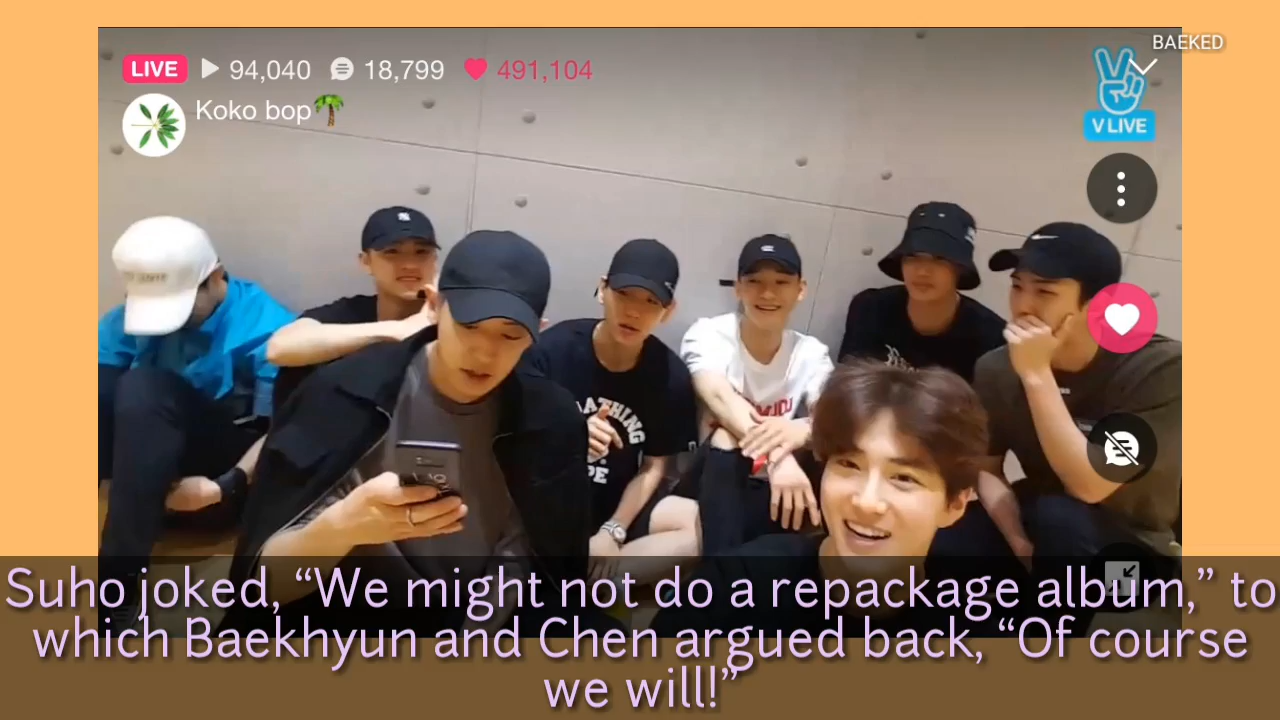 BAEKED
LIVE 94,040 18,799 491,104
Koko bop
V LIVE
Suho joked, “We might not do a repackage album,” to
which Baekhyun and Chen argued back, “Of course
we will!”